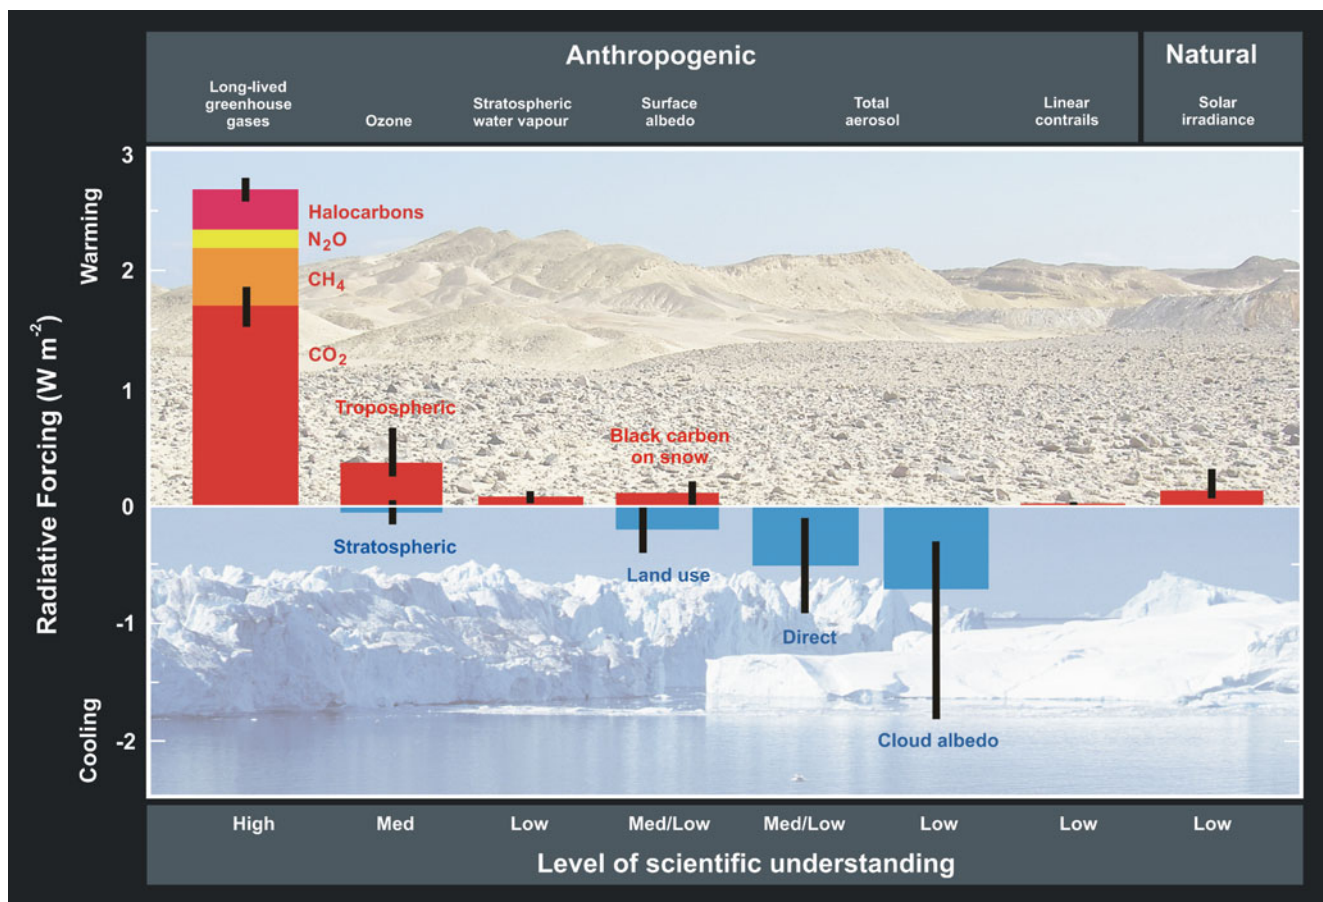 Anthropogenic
Natural
Long-lived
greenhouse
gases
Ozone
Stratospheric
water vapour
Surface
albedo
Total
aerosol
Linear
contrails
Solar
irradiance
Radiative Forcing (W m⁻²)
Warming
Cooling
3
2
1
0
-1
-2
Halocarbons
N₂O
CH₄
CO₂
Tropospheric
Black carbon
on snow
Stratospheric
Land use
Direct
Cloud albedo
High
Med
Low
Med/Low
Med/Low
Low
Low
Low
Level of scientific understanding